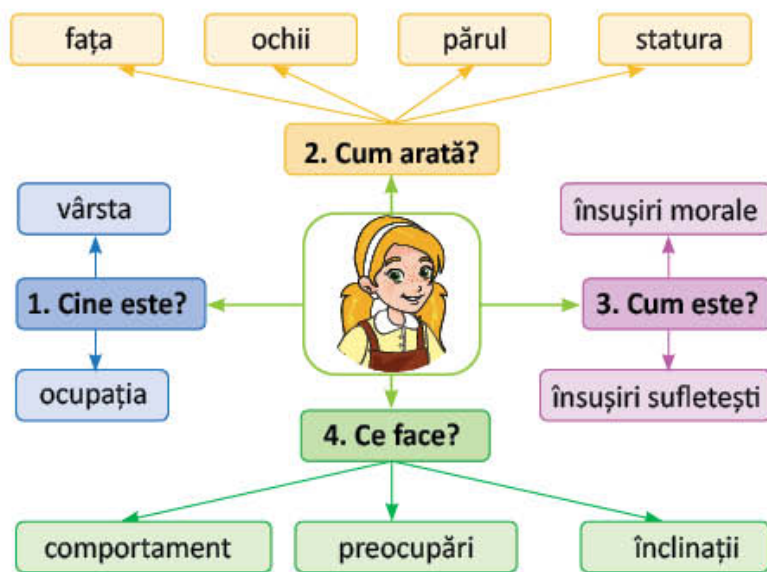 fața
ochii
părul
statura
2. Cum arată?
vârsta
însușiri morale
1. Cine este?
3. Cum este?
ocupația
însușiri sufletești
4. Ce face?
comportament
preocupări
înclinații